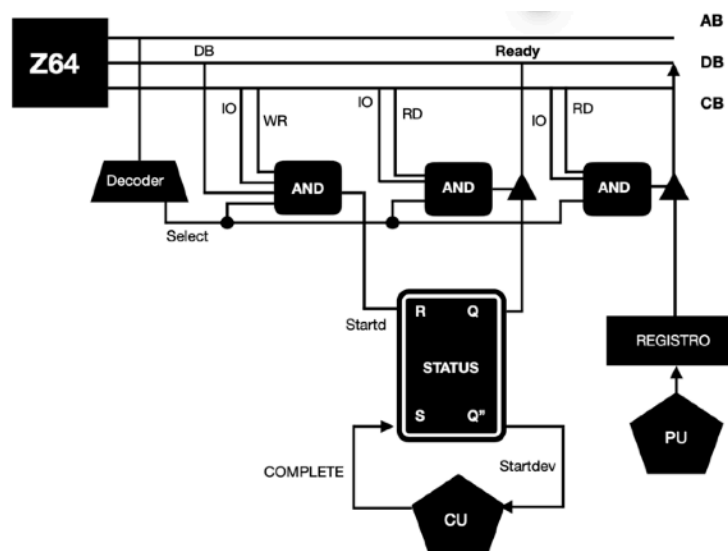 AB
Z64
DB
Ready
DB
CB
IO
WR
IO
RD
IO
RD
Decoder
AND
AND
AND
Select
Startd
R
Q
STATUS
S
Q"
REGISTRO
PU
COMPLETE
Startdev
CU